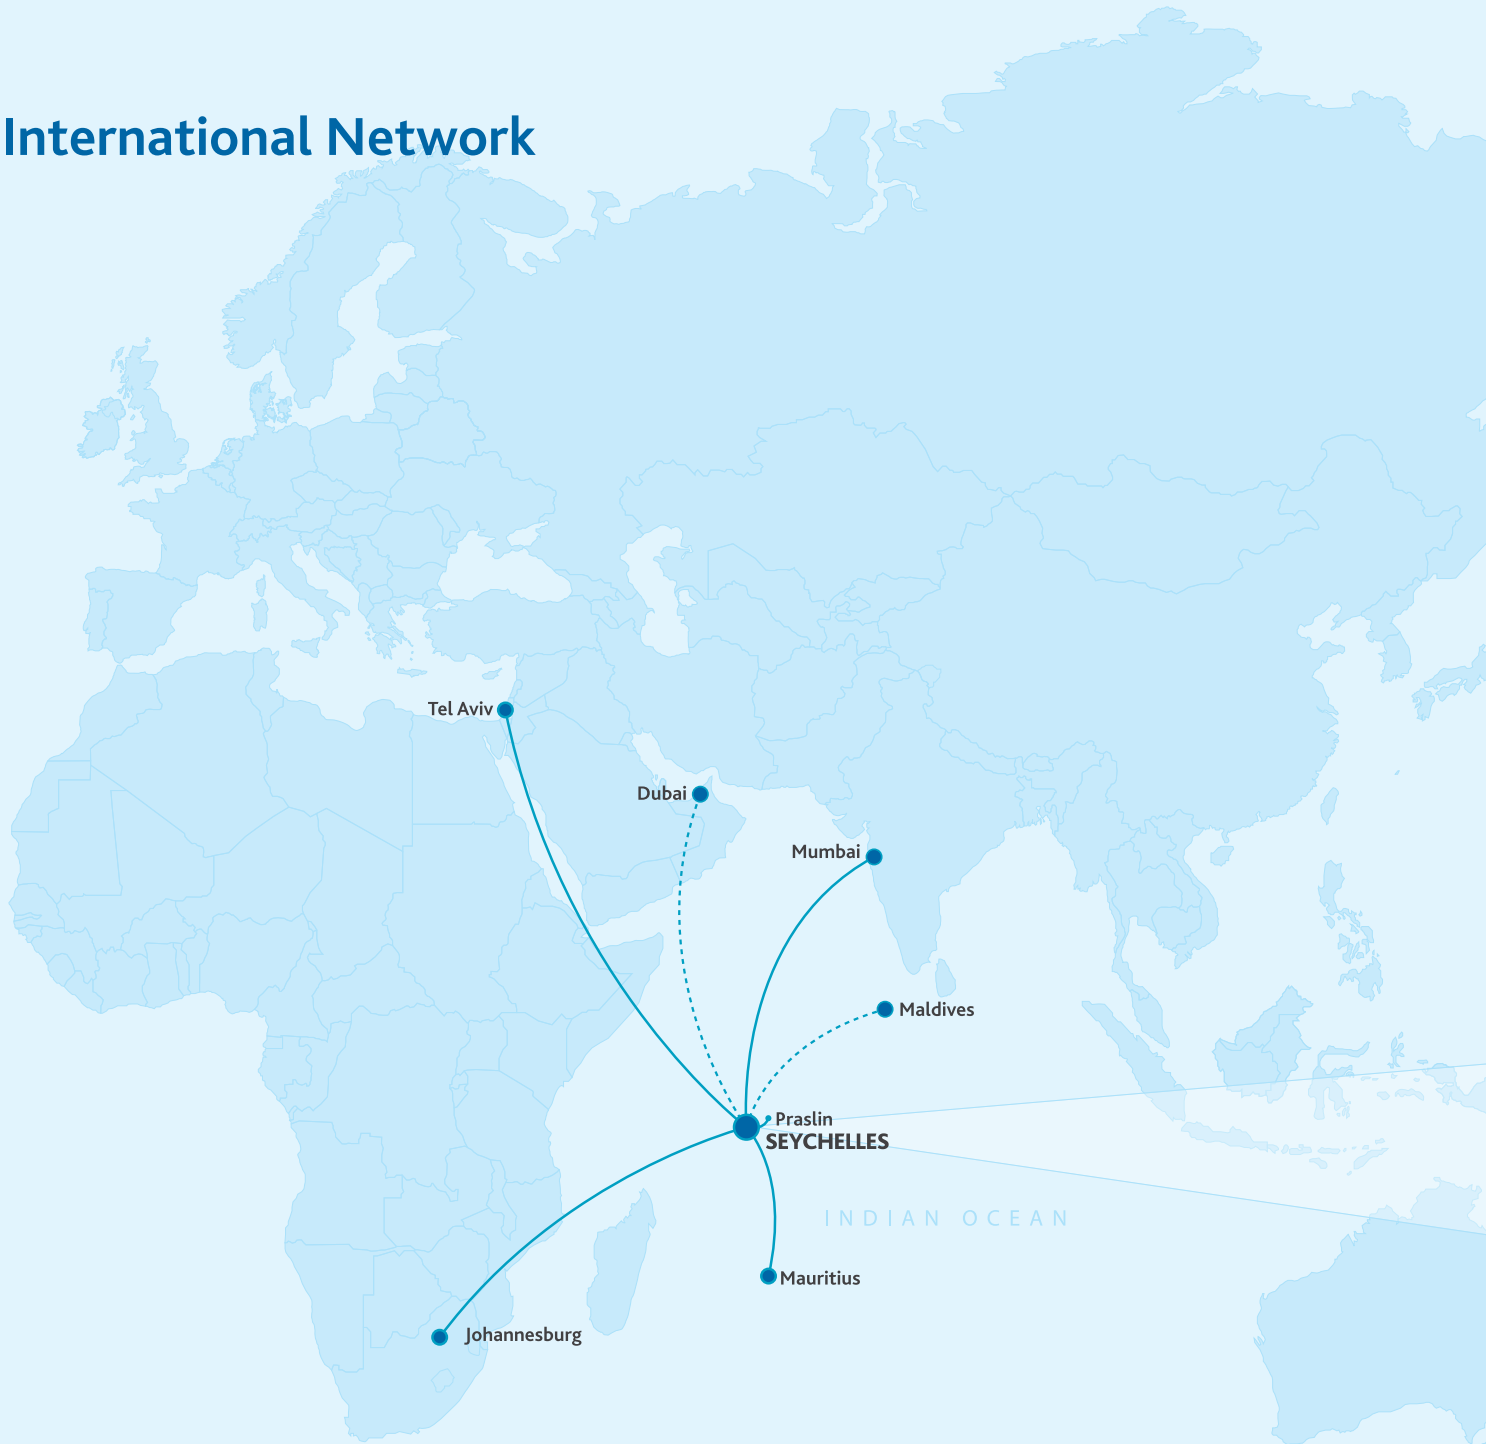 International Network
Tel Aviv
Dubai
Mumbai
Maldives
Praslin
SEYCHELLES
INDIAN OCEAN
Mauritius
Johannesburg